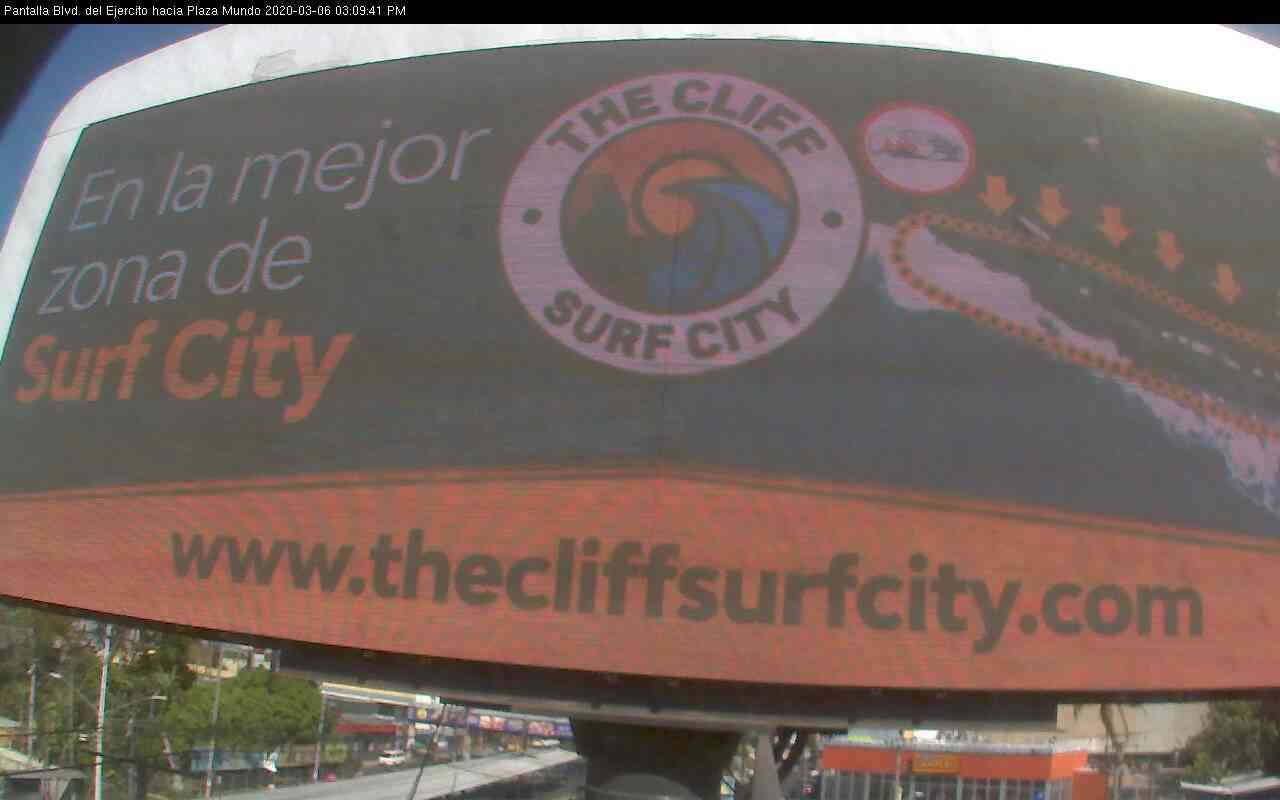 Pantalla Blvd. del Ejercito hacia Plaza Mundo 2020-03-06 03:09:41 PM
En la mejor
zona de
Surf City
THE CLIFF
SURF CITY
www.thecliffsurfcity.com